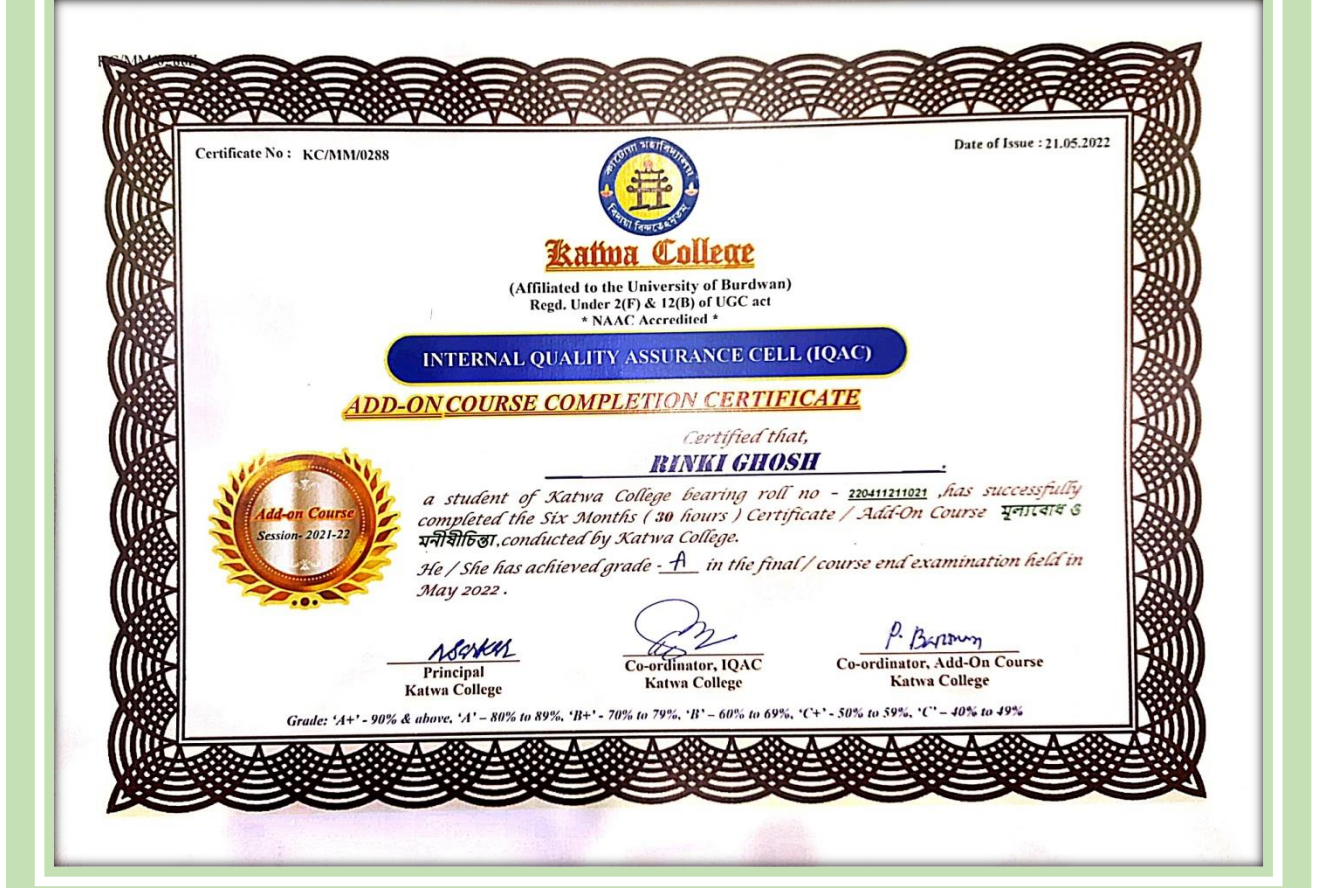 Certificate No : KC/MM/0288
Date of Issue : 21.05.2022
কাটোয়া মহাবিদ্যালয়
বিদ্যয়া বিন্দতেহমৃতম্
Katwa College
(Affiliated to the University of Burdwan)
Regd. Under 2(F) & 12(B) of UGC act
* NAAC Accredited *
INTERNAL QUALITY ASSURANCE CELL (IQAC)
ADD-ON COURSE COMPLETION CERTIFICATE
Certified that,
RINKI GHOSH .
Add-on Course
Session- 2021-22
a student of Katwa College bearing roll no - 220411211021 ,has successfully
completed the Six Months ( 30 hours ) Certificate / Add-On Course মূল্যবোধ ও
মনীষীচিন্তা,conducted by Katwa College.
He / She has achieved grade - A in the final / course end examination held in
May 2022 .
Principal
Katwa College
Co-ordinator, IQAC
Katwa College
P. Barman
Co-ordinator, Add-On Course
Katwa College
Grade: ‘A+’ - 90% & above, ‘A’ – 80% to 89%, ‘B+’ - 70% to 79%, ‘B’ – 60% to 69%, ‘C+’ - 50% to 59%, ‘C’ – 40% to 49%